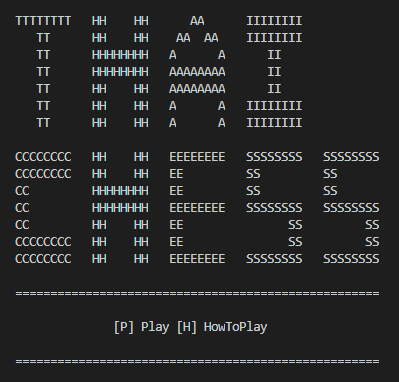 TTTTTTTT   HH    HH      AA      IIIIIIII
   TT      HH    HH    AA  AA    IIIIIIII
   TT      HHHHHHHH   A      A      II
   TT      HHHHHHHH   AAAAAAAA      II
   TT      HH    HH   AAAAAAAA      II
   TT      HH    HH   A      A   IIIIIIII
   TT      HH    HH   A      A   IIIIIIII

CCCCCCCC   HH    HH   EEEEEEEE   SSSSSSSS   SSSSSSSS
CCCCCCCC   HH    HH   EE         SS         SS
CC         HHHHHHHH   EE         SS         SS
CC         HHHHHHHH   EEEEEEEE   SSSSSSSS   SSSSSSSS
CC         HH    HH   EE               SS         SS
CCCCCCCC   HH    HH   EE               SS         SS
CCCCCCCC   HH    HH   EEEEEEEE   SSSSSSSS   SSSSSSSS

====================================================

              [P] Play [H] HowToPlay

====================================================